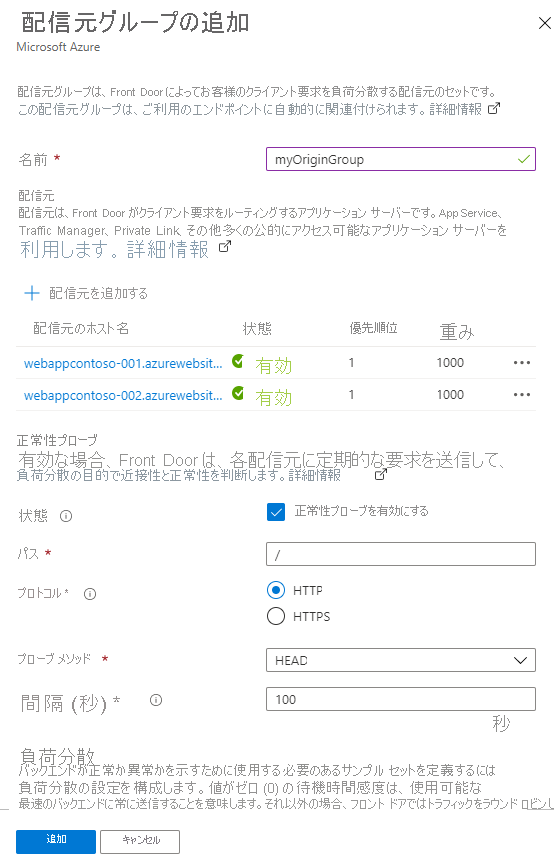 配信元グループの追加
Microsoft Azure
配信元グループは、Front Doorによってお客様のクライアント要求を負荷分散する配信元のセットです。
この配信元グループは、ご利用のエンドポイントに自動的に関連付けられます。詳細情報
名前 *
myOriginGroup
配信元
配信元は、Front Door がクライアント要求をルーティングするアプリケーション サーバーです。App Service、
Traffic Manager、Private Link、その他多くの公的にアクセス可能なアプリケーション サーバーを
利用します。詳細情報
配信元を追加する
配信元のホスト名 状態 優先順位 重み
webappcontoso-001.azurewebsit... 有効 1 1000 •••
webappcontoso-002.azurewebsit... 有効 1 1000 •••
正常性プローブ
有効な場合、Front Doorは、各配信元に定期的な要求を送信して、
負荷分散の目的で近接性と正常性を判断します。詳細情報
状態 正常性プローブを有効にする
パス * /
プロトコル * HTTP
HTTPS
プローブ メソッド * HEAD
間隔 (秒) * 100
秒
負荷分散
バックエンドが正常か異常かを示すために使用する必要のあるサンプル セットを定義するには
負荷分散の設定を構成します。値がゼロ (0) の待機時間感度は、使用可能な
最速のバックエンドに常に送信することを意味します。それ以外の場合、フロント ドアではトラフィックをラウンド ロビンし
追加 キャンセル